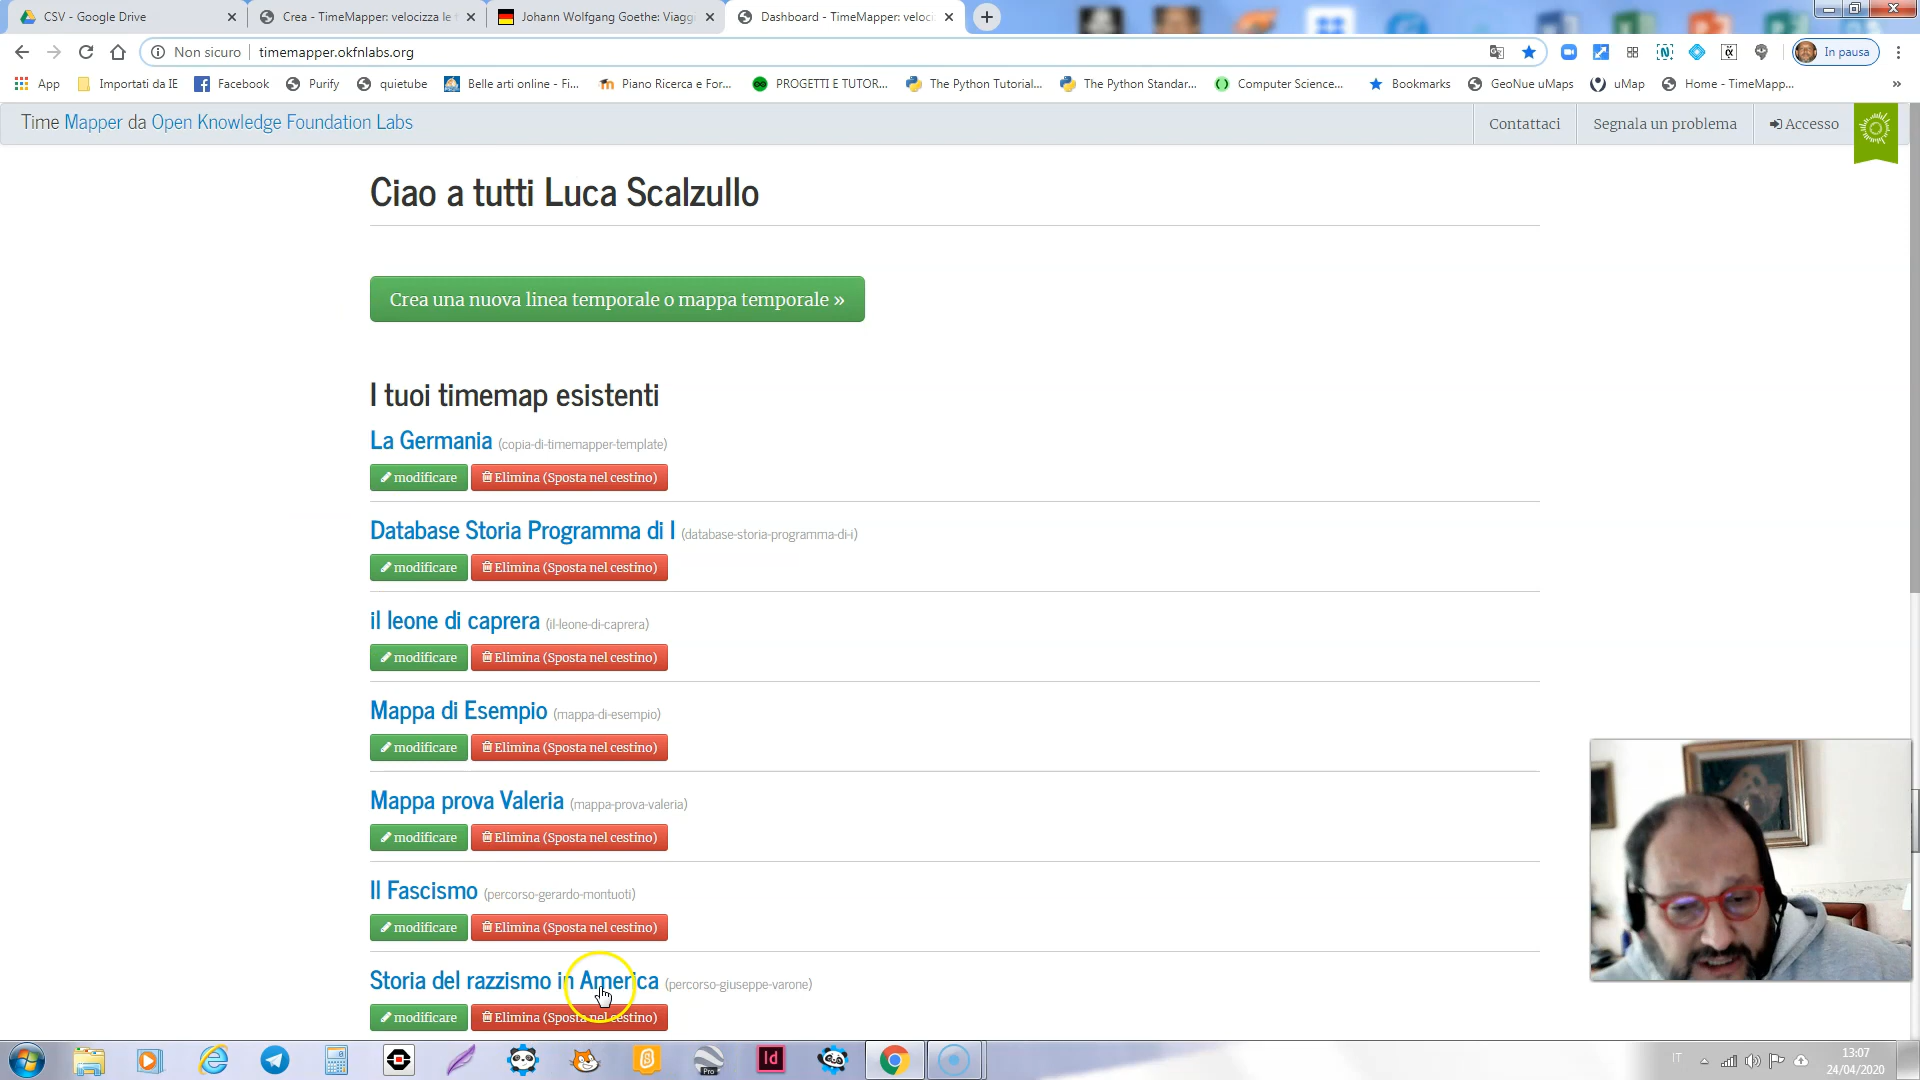 CSV - Google Drive
Crea - TimeMapper: velocizza le
Johann Wolfgang Goethe: Viagg
Dashboard - TimeMapper: veloci
Non sicuro
timemapper.okfnlabs.org
In pausa
App
Importati da IE
Facebook
Purify
quietube
Belle arti online - Fi...
Piano Ricerca e For...
PROGETTI E TUTOR...
The Python Tutorial...
The Python Standar...
Computer Science...
Bookmarks
GeoNue uMaps
uMap
Home - TimeMapp...
»
Time Mapper da Open Knowledge Foundation Labs
Contattaci
Segnala un problema
Accesso
Ciao a tutti Luca Scalzullo
Crea una nuova linea temporale o mappa temporale »
I tuoi timemap esistenti
La Germania (copia-di-timemapper-template)
modificare Elimina (Sposta nel cestino)
Database Storia Programma di I (database-storia-programma-di-i)
modificare Elimina (Sposta nel cestino)
il leone di caprera (il-leone-di-caprera)
modificare Elimina (Sposta nel cestino)
Mappa di Esempio (mappa-di-esempio)
modificare Elimina (Sposta nel cestino)
Mappa prova Valeria (mappa-prova-valeria)
modificare Elimina (Sposta nel cestino)
Il Fascismo (percorso-gerardo-montuoti)
modificare Elimina (Sposta nel cestino)
Storia del razzismo in America (percorso-giuseppe-varone)
modificare Elimina (Sposta nel cestino)
Pro
Id
IT
13:07
24/04/2020